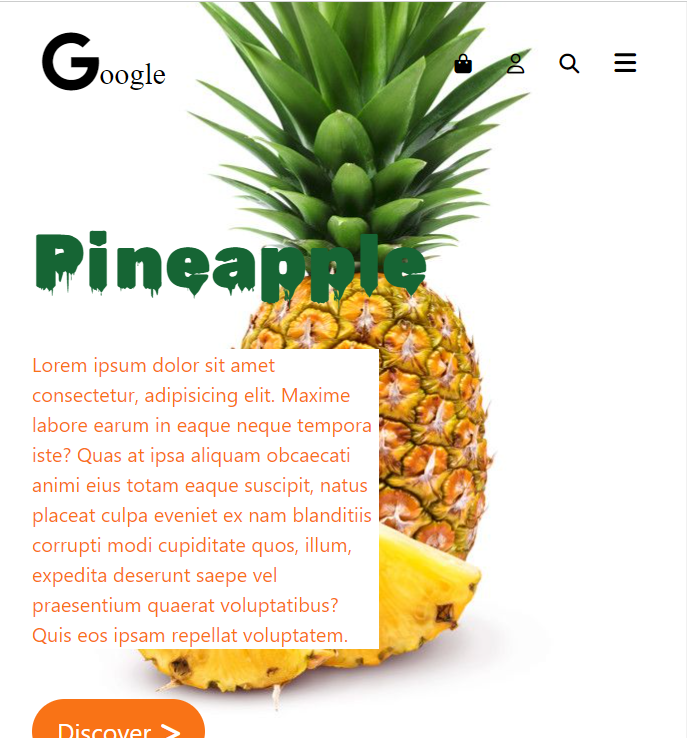 Google
Pineapple
Lorem ipsum dolor sit amet
consectetur, adipisicing elit. Maxime
labore earum in eaque neque tempora
iste? Quas at ipsa aliquam obcaecati
animi eius totam eaque suscipit, natus
placeat culpa eveniet ex nam blanditiis
corrupti modi cupiditate quos, illum,
expedita deserunt saepe vel
praesentium quaerat voluptatibus?
Quis eos ipsam repellat voluptatem.
Discover >